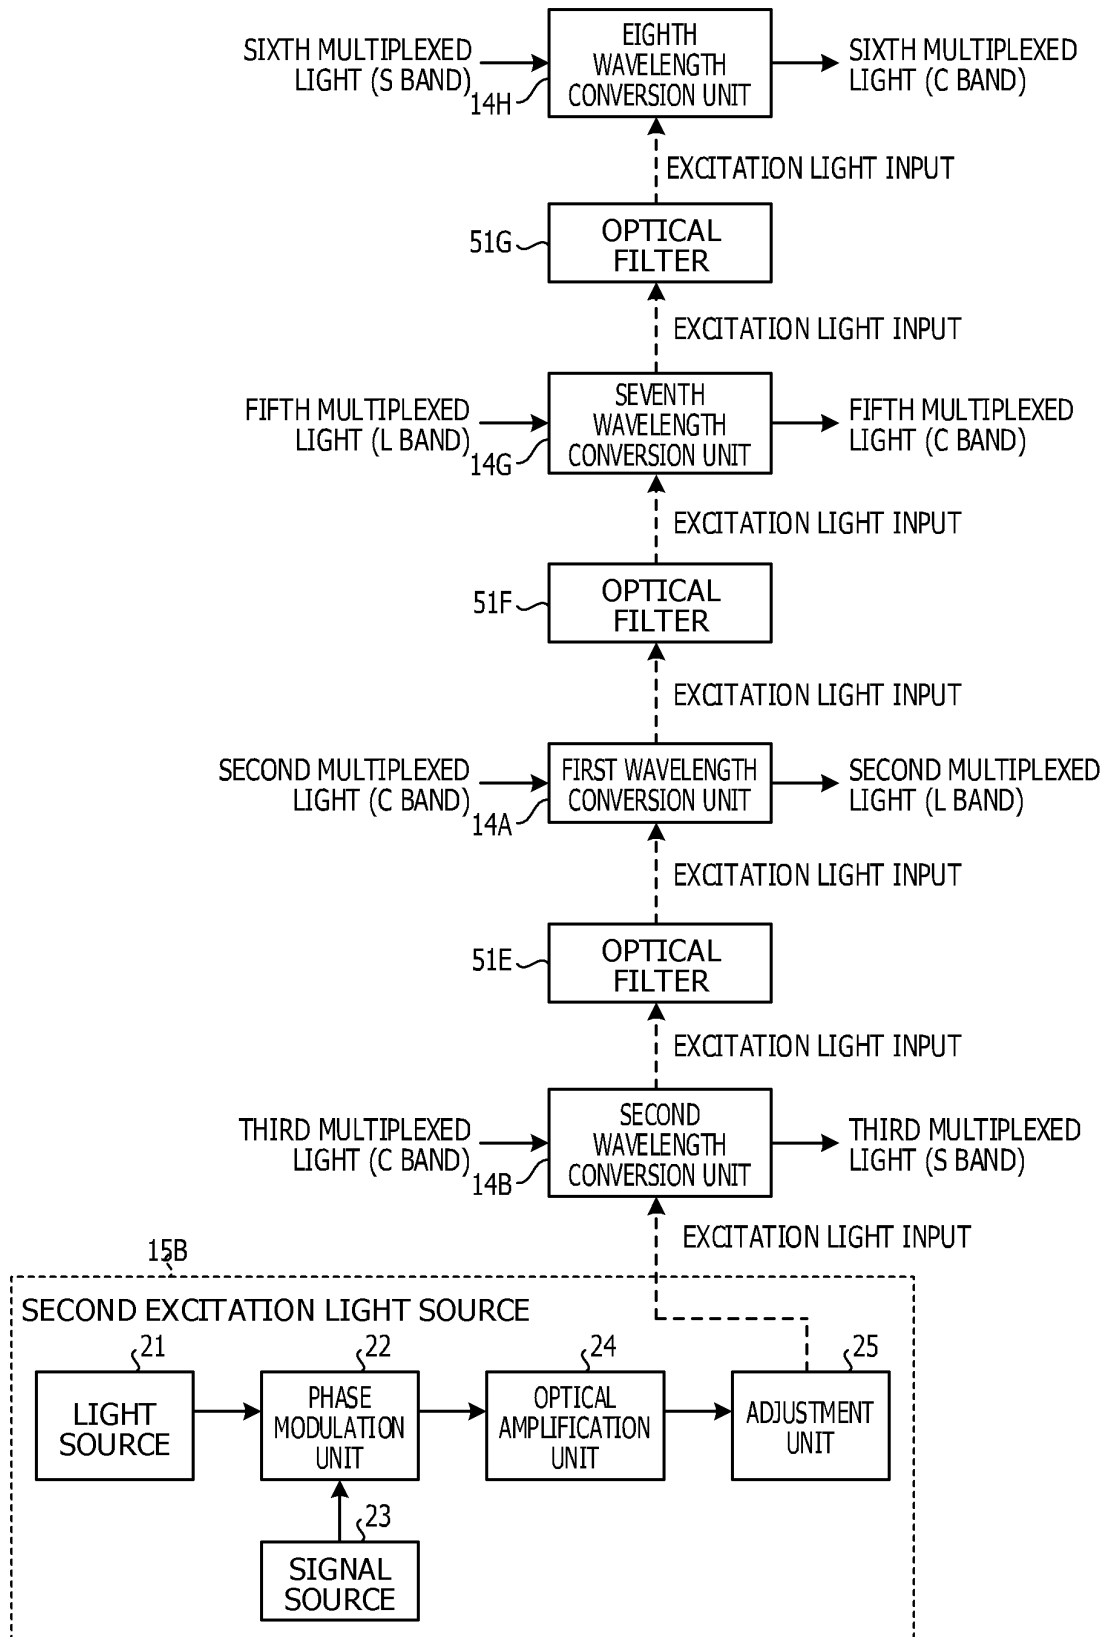 SIXTH MULTIPLEXED
LIGHT (S BAND)
14H
EIGHTH
WAVELENGTH
CONVERSION UNIT
SIXTH MULTIPLEXED
LIGHT (C BAND)
EXCITATION LIGHT INPUT
51G
OPTICAL
FILTER
EXCITATION LIGHT INPUT
FIFTH MULTIPLEXED
LIGHT (L BAND)
14G
SEVENTH
WAVELENGTH
CONVERSION UNIT
FIFTH MULTIPLEXED
LIGHT (C BAND)
EXCITATION LIGHT INPUT
51F
OPTICAL
FILTER
EXCITATION LIGHT INPUT
SECOND MULTIPLEXED
LIGHT (C BAND)
14A
FIRST WAVELENGTH
CONVERSION UNIT
SECOND MULTIPLEXED
LIGHT (L BAND)
EXCITATION LIGHT INPUT
51E
OPTICAL
FILTER
EXCITATION LIGHT INPUT
THIRD MULTIPLEXED
LIGHT (C BAND)
14B
SECOND
WAVELENGTH
CONVERSION UNIT
THIRD MULTIPLEXED
LIGHT (S BAND)
EXCITATION LIGHT INPUT
15B
SECOND EXCITATION LIGHT SOURCE
21
LIGHT
SOURCE
22
PHASE
MODULATION
UNIT
24
OPTICAL
AMPLIFICATION
UNIT
25
ADJUSTMENT
UNIT
23
SIGNAL
SOURCE